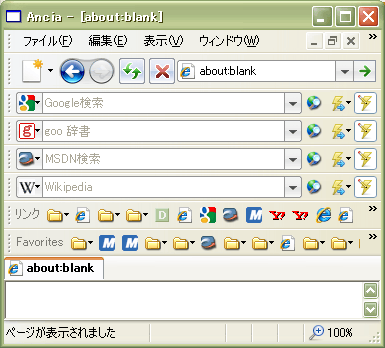 Ancia - [about:blank]
ファイル(F) 編集(E) 表示(V) ウィンドウ(W)
about:blank
Google検索
goo 辞書
MSDN検索
Wikipedia
リンク
Favorites
about:blank
ページが表示されました 100%